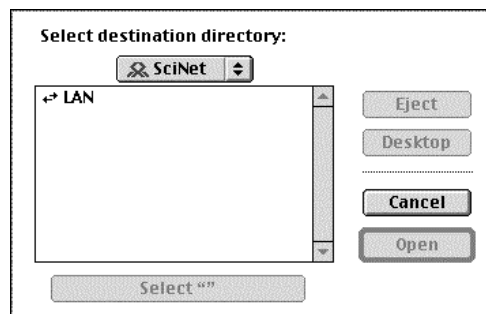 Select destination directory:
SciNet
LAN
Eject
Desktop
Cancel
Open
Select “”